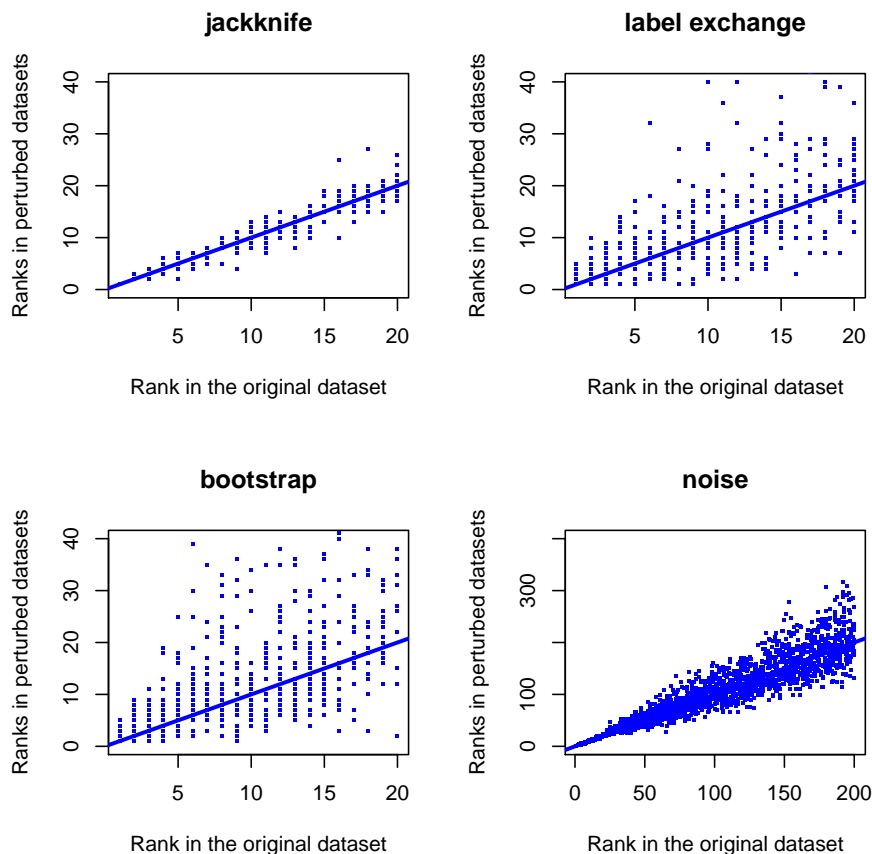 jackknife
Ranks in perturbed datasets
0 10 20 30 40
5 10 15 20
Rank in the original dataset
label exchange
Ranks in perturbed datasets
0 10 20 30 40
5 10 15 20
Rank in the original dataset
bootstrap
Ranks in perturbed datasets
0 10 20 30 40
5 10 15 20
Rank in the original dataset
noise
Ranks in perturbed datasets
0 100 300
0 50 100 150 200
Rank in the original dataset